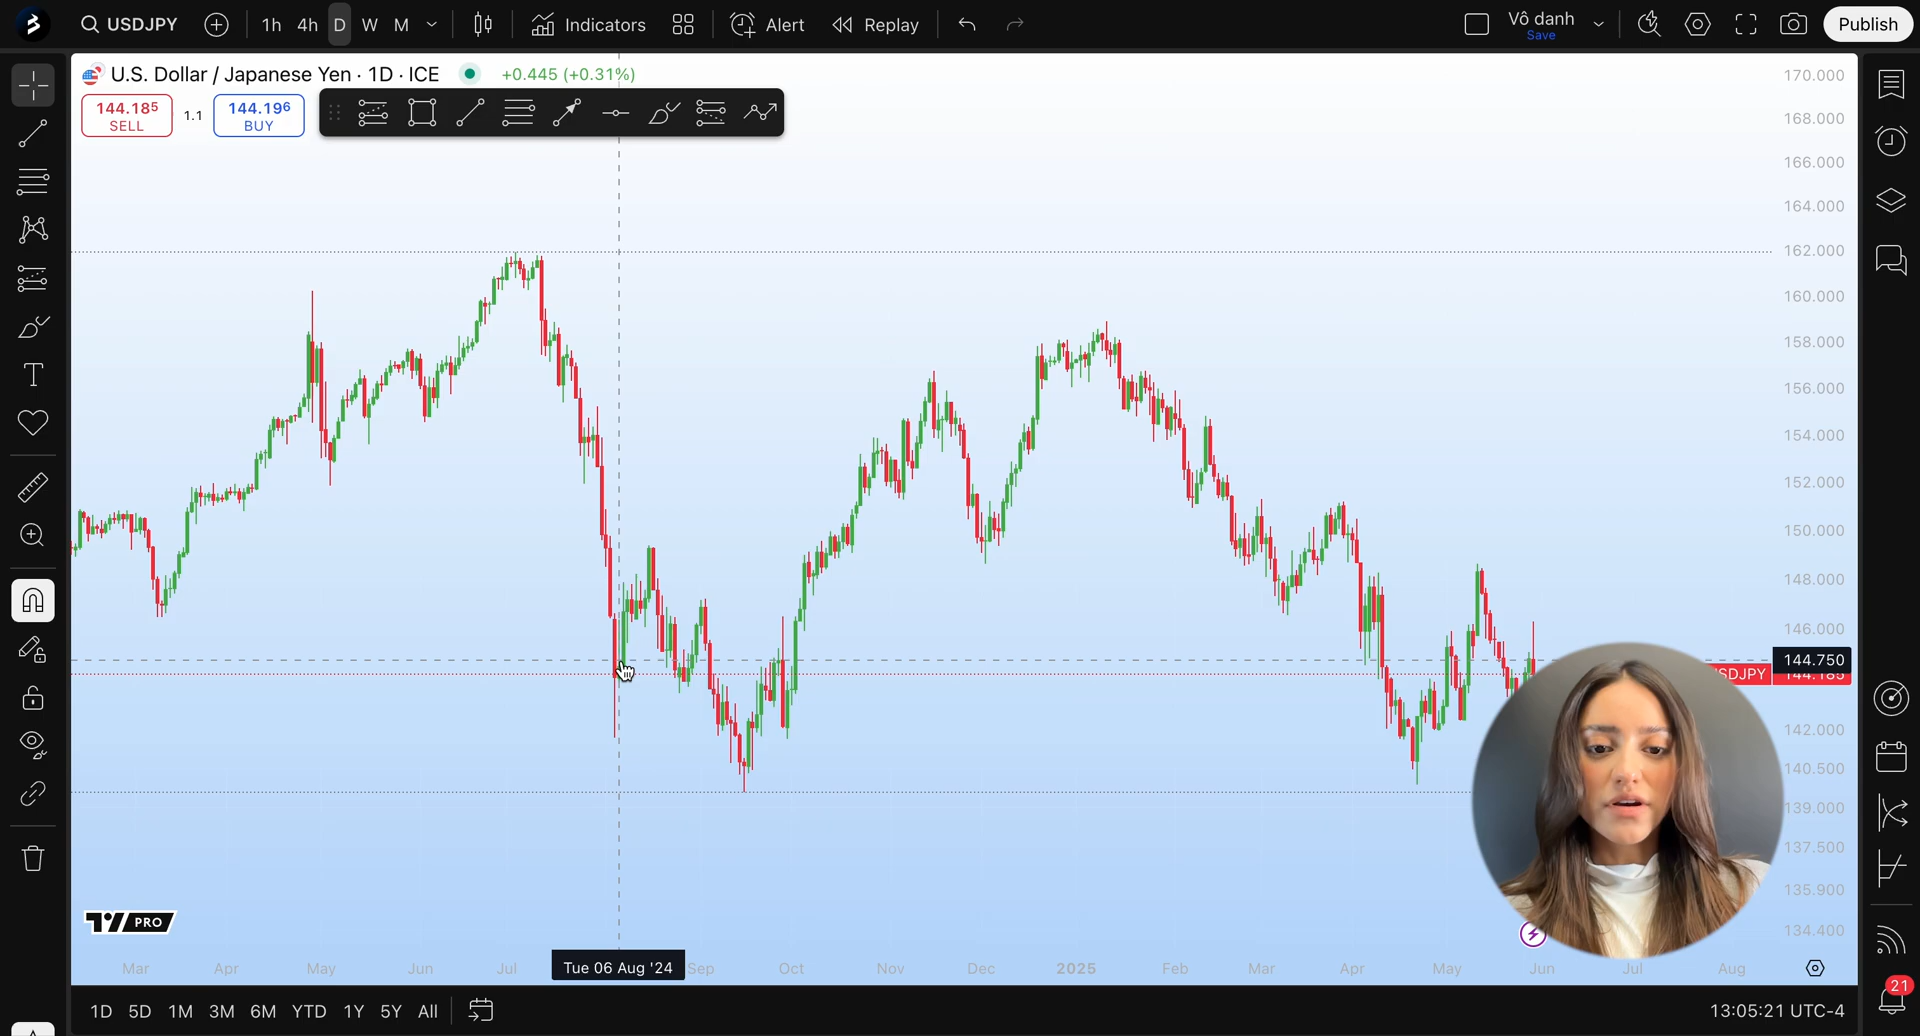 USDJPY 1h 4h D W M Indicators Alert Replay Vô danh Publish
Save
U.S. Dollar / Japanese Yen · 1D · ICE +0.445 (+0.31%)
144.185 1.1 144.196
SELL BUY
170.000
168.000
166.000
164.000
162.000
160.000
158.000
156.000
154.000
152.000
150.000
148.000
146.000
144.750
SDJPY 144.185
142.000
140.500
139.000
137.500
135.900
134.400
PRO
Mar Apr May Jun Jul Tue 06 Aug '24 Sep Oct Nov Dec 2025 Feb Mar Apr May Jun Jul Aug
1D 5D 1M 3M 6M YTD 1Y 5Y All 13:05:21 UTC-4
21